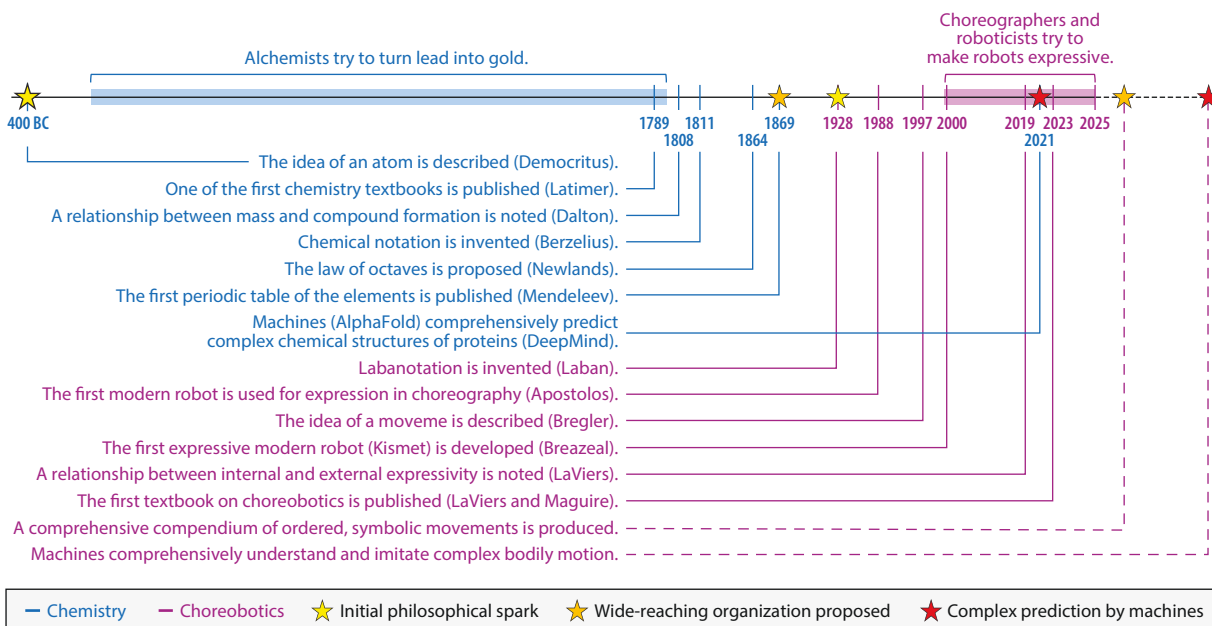 Choreographers and
roboticists try to
make robots expressive.
Alchemists try to turn lead into gold.
400 BC
1789
1808
1811
1864
1869
1928
1988
1997
2000
2019
2021
2023
2025
The idea of an atom is described (Democritus).
One of the first chemistry textbooks is published (Latimer).
A relationship between mass and compound formation is noted (Dalton).
Chemical notation is invented (Berzelius).
The law of octaves is proposed (Newlands).
The first periodic table of the elements is published (Mendeleev).
Machines (AlphaFold) comprehensively predict
complex chemical structures of proteins (DeepMind).
Labanotation is invented (Laban).
The first modern robot is used for expression in choreography (Apostolos).
The idea of a moveme is described (Bregler).
The first expressive modern robot (Kismet) is developed (Breazeal).
A relationship between internal and external expressivity is noted (LaViers).
The first textbook on choreobotics is published (LaViers and Maguire).
A comprehensive compendium of ordered, symbolic movements is produced.
Machines comprehensively understand and imitate complex bodily motion.
Chemistry
Choreobotics
Initial philosophical spark
Wide-reaching organization proposed
Complex prediction by machines